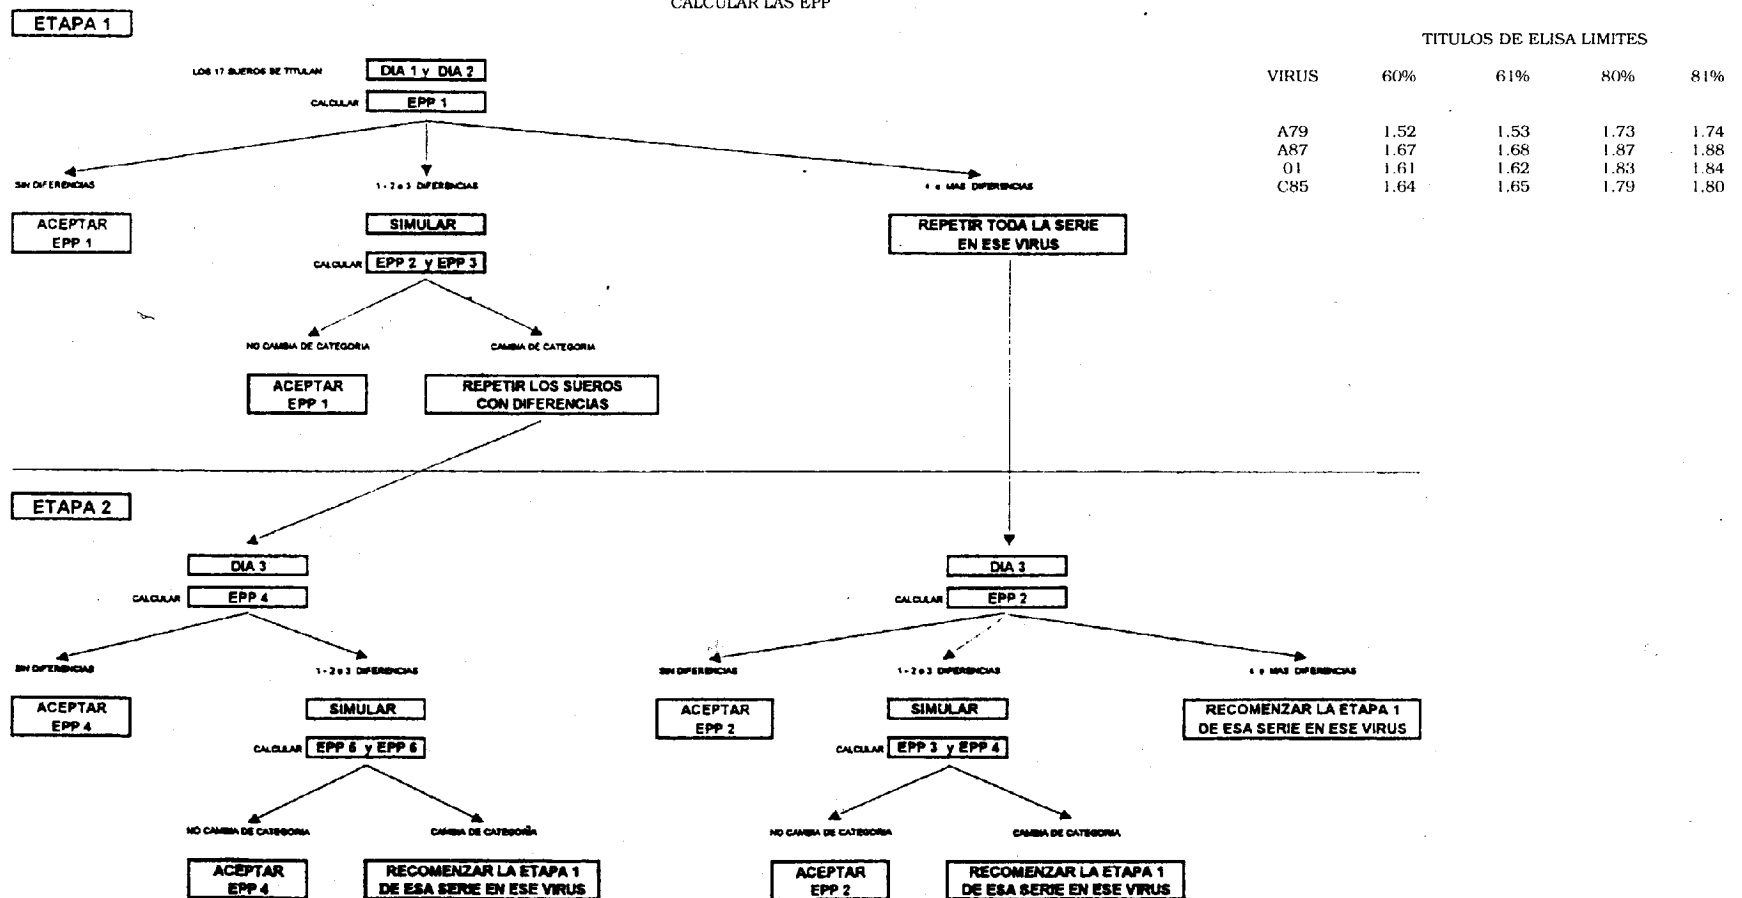 CALCULAR LAS EPP
ETAPA 1
LOS 17 SUEROS SE TITULAN
DIA 1 y DIA 2
CALCULAR
EPP 1
SIN DIFERENCIAS
1 - 2 o 3 DIFERENCIAS
4 o MAS DIFERENCIAS
ACEPTAR
EPP 1
SIMULAR
CALCULAR
EPP 2 y EPP 3
REPETIR TODA LA SERIE
EN ESE VIRUS
NO CAMBIA DE CATEGORIA
CAMBIA DE CATEGORIA
ACEPTAR
EPP 1
REPETIR LOS SUEROS
CON DIFERENCIAS
TITULOS DE ELISA LIMITES
VIRUS 60% 61% 80% 81%
A79 1.52 1.53 1.73 1.74
A87 1.67 1.68 1.87 1.88
01 1.61 1.62 1.83 1.84
C85 1.64 1.65 1.79 1.80
ETAPA 2
DIA 3
CALCULAR
EPP 4
SIN DIFERENCIAS
1 - 2 o 3 DIFERENCIAS
ACEPTAR
EPP 4
SIMULAR
CALCULAR
EPP 5 y EPP 6
NO CAMBIA DE CATEGORIA
CAMBIA DE CATEGORIA
ACEPTAR
EPP 4
RECOMENZAR LA ETAPA 1
DE ESA SERIE EN ESE VIRUS
DIA 3
CALCULAR
EPP 2
SIN DIFERENCIAS
1 - 2 o 3 DIFERENCIAS
4 o MAS DIFERENCIAS
ACEPTAR
EPP 2
SIMULAR
CALCULAR
EPP 3 y EPP 4
RECOMENZAR LA ETAPA 1
DE ESA SERIE EN ESE VIRUS
NO CAMBIA DE CATEGORIA
CAMBIA DE CATEGORIA
ACEPTAR
EPP 2
RECOMENZAR LA ETAPA 1
DE ESA SERIE EN ESE VIRUS